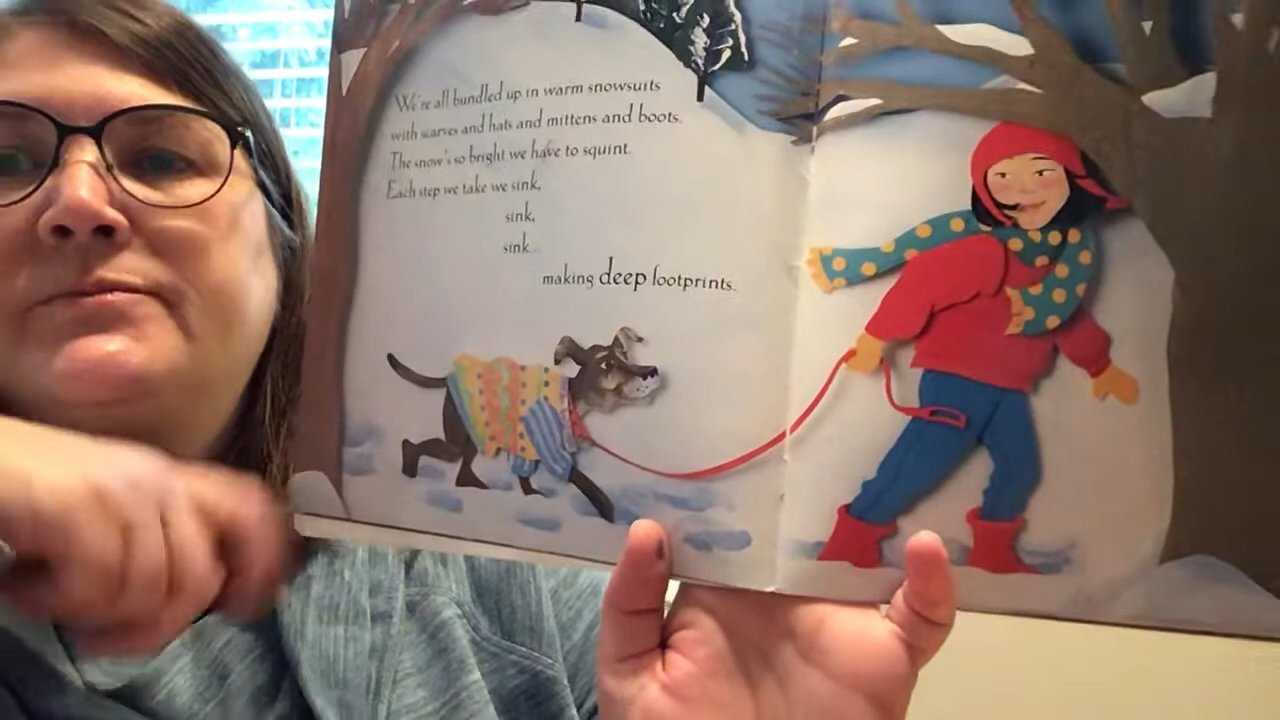 We're all bundled up in warm snowsuits
with scarves and hats and mittens and boots.
The snow's so bright we have to squint.
Each step we take we sink,
sink,
sink...
making deep footprints.